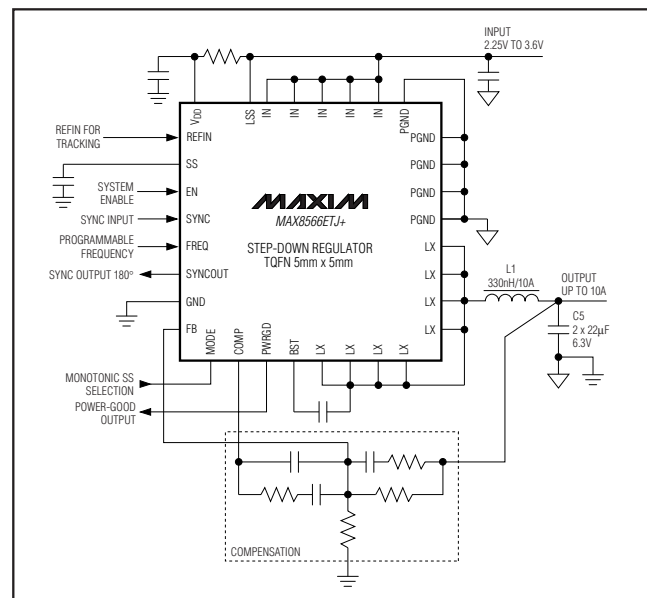 INPUT
2.25V TO 3.6V
VDD
LSS
IN
IN
IN
IN
IN
PGND
REFIN FOR
TRACKING
REFIN
PGND
SS
PGND
SYSTEM
ENABLE
EN
MAXIM
PGND
SYNC INPUT
SYNC
MAX8566ETJ+
PGND
PROGRAMMABLE
FREQUENCY
FREQ
STEP-DOWN REGULATOR
TQFN 5mm x 5mm
LX
SYNC OUTPUT 180°
SYNCOUT
LX
L1
330nH/10A
OUTPUT
UP TO 10A
GND
LX
FB
LX
C5
2 x 22µF
6.3V
MODE
COMP
PWRGD
BST
LX
LX
LX
LX
MONOTONIC SS
SELECTION
POWER-GOOD
OUTPUT
COMPENSATION